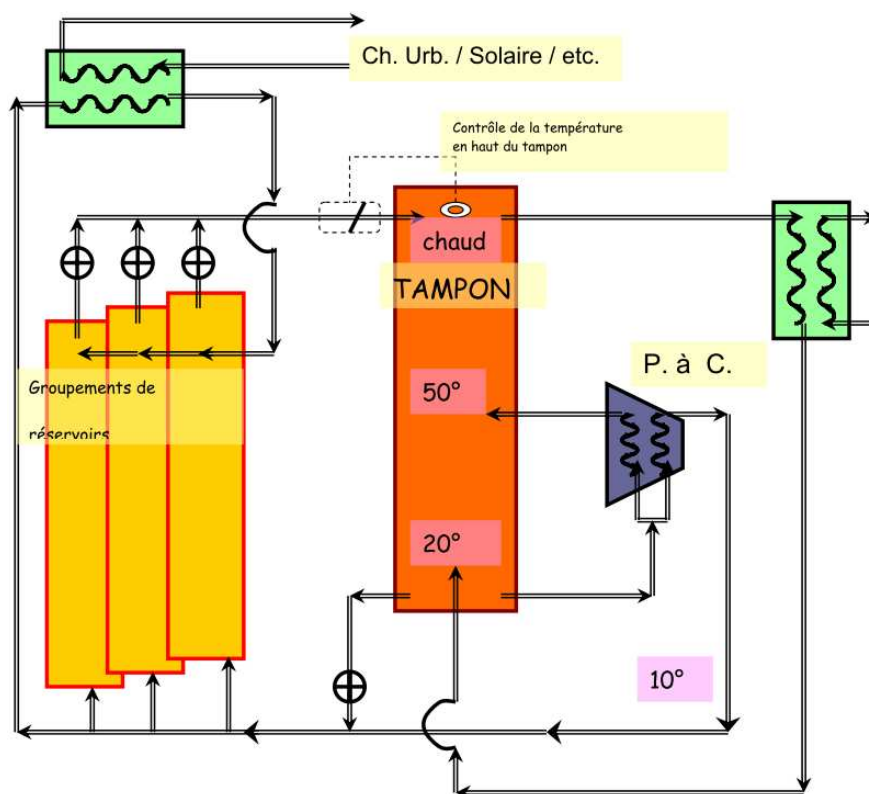 Ch. Urb. / Solaire / etc.
Contrôle de la température
en haut du tampon
chaud
TAMPON
P. à C.
Groupements de
réservoirs
50°
20°
10°